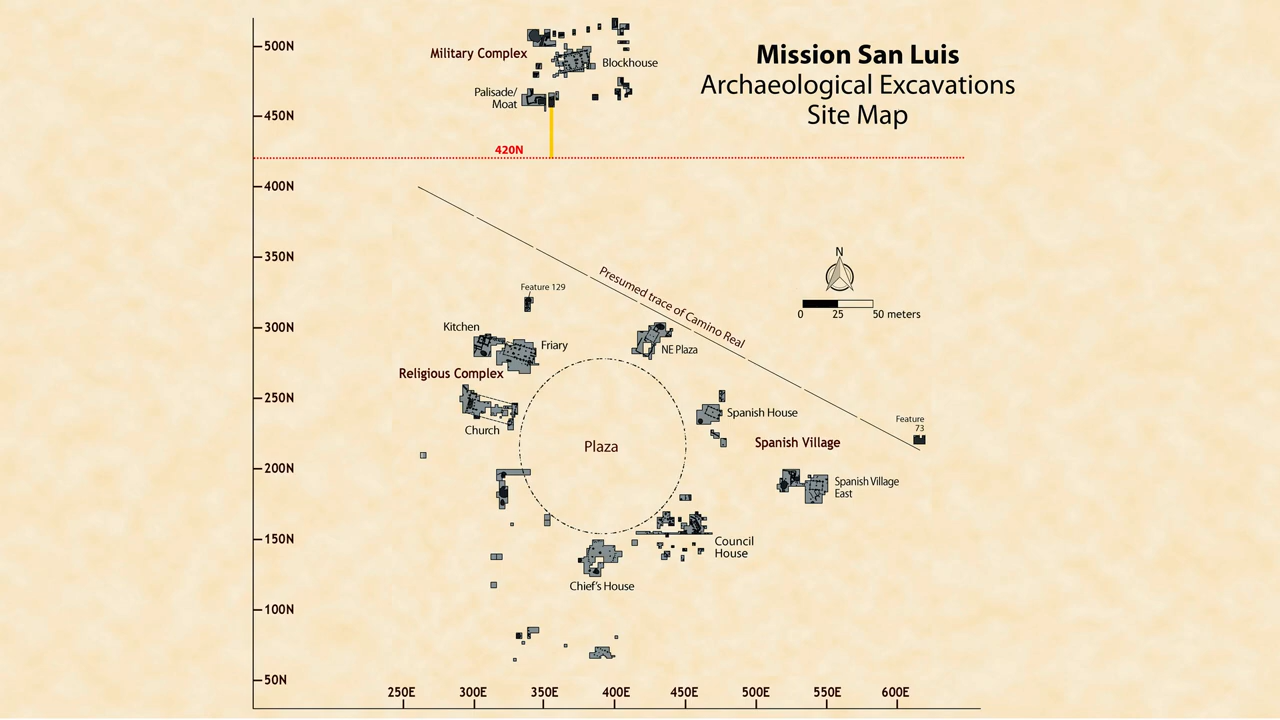 Mission San Luis
Archaeological Excavations
Site Map
500N
450N
400N
350N
300N
250N
200N
150N
100N
50N
250E
300E
350E
400E
450E
500E
550E
600E
Military Complex
Blockhouse
Palisade/
Moat
420N
Presumed trace of Camino Real
N
0 25 50 meters
Feature 129
Kitchen
Friary
NE Plaza
Religious Complex
Church
Plaza
Spanish House
Spanish Village
Feature
73
Spanish Village
East
Council
House
Chief's House